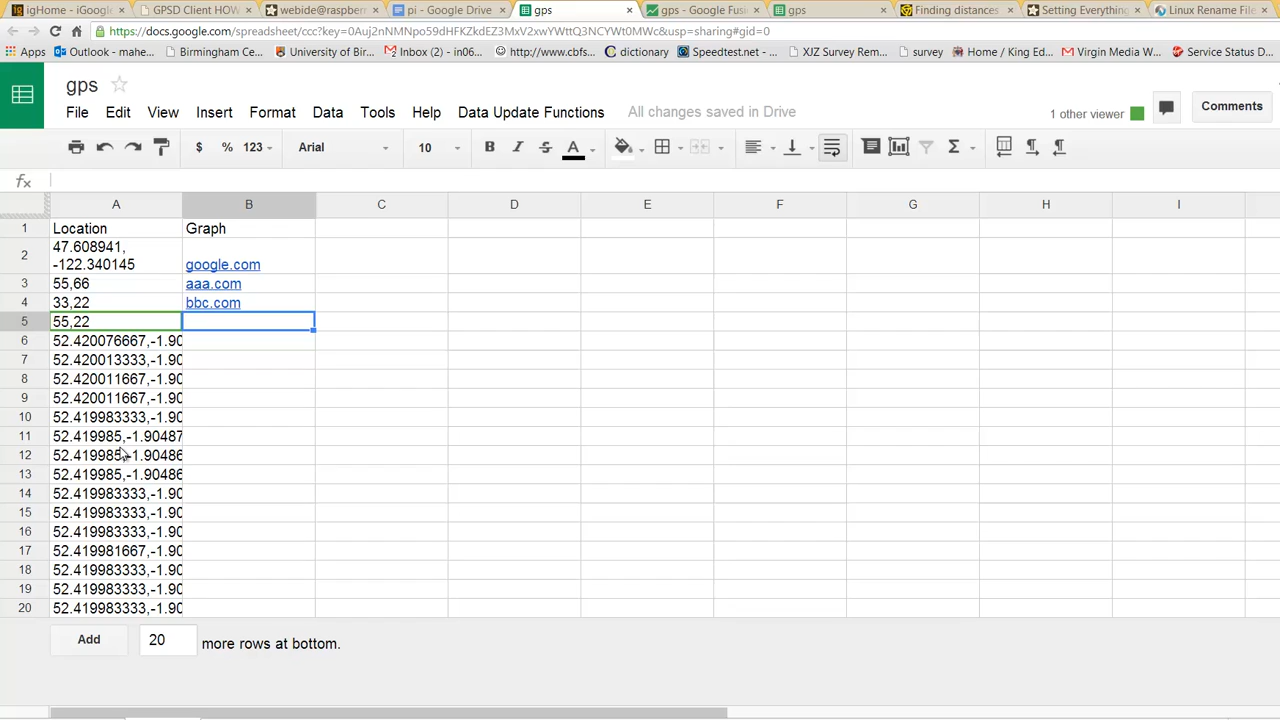 igHome - iGoogle
GPSD Client HOW
webide@raspberr
pi - Google Drive
gps
gps - Google Fusi
gps
Finding distances
Setting Everything
Linux Rename File
https://docs.google.com/spreadsheet/ccc?key=0Auj2nNMNpo59dHFKZkdEZ3MxV2xwYWttQ3NCYWt0MWc&usp=sharing#gid=0
Apps
Outlook - mahe
Birmingham Ce
University of Birm
Inbox (2) - in06
http://www.cbfs
dictionary
Speedtest.net -
XJZ Survey Rem
survey
Home / King Ed
Virgin Media W
Service Status D
gps
File Edit View Insert Format Data Tools Help Data Update Functions All changes saved in Drive
1 other viewer
Comments
$ % 123 Arial 10 B I S A Σ
fx
A B C D E F G H I
1 Location Graph
2 47.608941,
-122.340145 google.com
3 55,66 aaa.com
4 33,22 bbc.com
5 55,22
6 52.420076667,-1.90
7 52.420013333,-1.90
8 52.420011667,-1.90
9 52.420011667,-1.90
10 52.419983333,-1.90
11 52.419985,-1.90487
12 52.419985,-1.90486
13 52.419985,-1.90486
14 52.419983333,-1.90
15 52.419983333,-1.90
16 52.419983333,-1.90
17 52.419981667,-1.90
18 52.419983333,-1.90
19 52.419983333,-1.90
20 52.419983333,-1.90
Add 20 more rows at bottom.